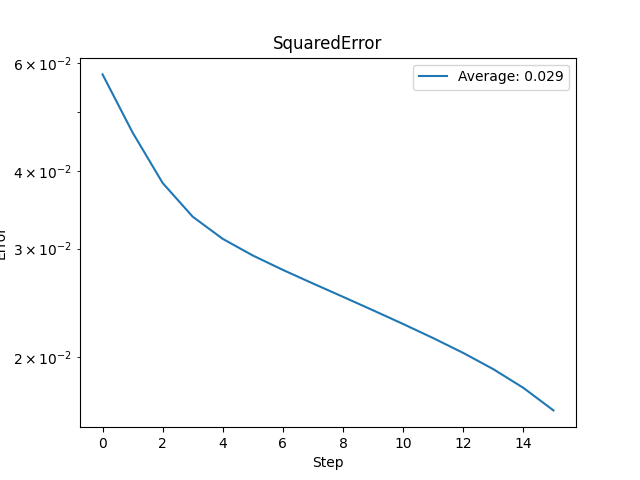 SquaredError
Average: 0.029
6 × 10⁻²
4 × 10⁻²
3 × 10⁻²
2 × 10⁻²
Error
0 2 4 6 8 10 12 14
Step